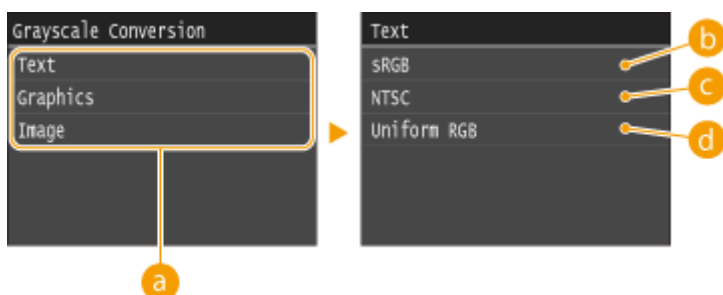 Grayscale Conversion
Text
Graphics
Image
a
Text
sRGB
NTSC
Uniform RGB
b
c
d